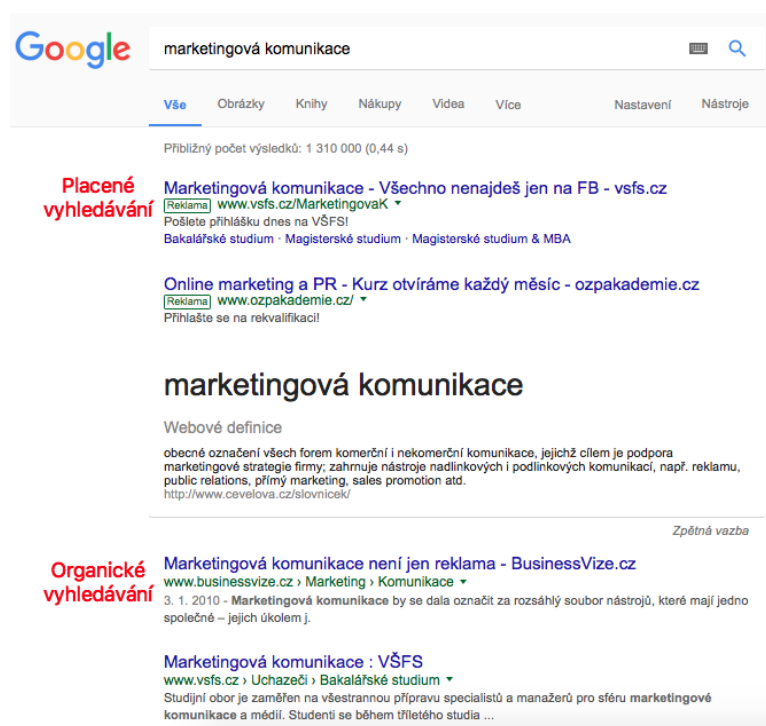 Google
marketingová komunikace
Vše Obrázky Knihy Nákupy Videa Více Nastavení Nástroje
Přibližný počet výsledků: 1 310 000 (0,44 s)
Placené
vyhledávání
Marketingová komunikace - Všechno nenajdeš jen na FB - vsfs.cz
Reklama www.vsfs.cz/MarketingovaK
Pošlete přihlášku dnes na VŠFS!
Bakalářské studium · Magisterské studium · Magisterské studium & MBA
Online marketing a PR - Kurz otvíráme každý měsíc - ozpakademie.cz
Reklama www.ozpakademie.cz/
Přihlašte se na rekvalifikaci!
marketingová komunikace
Webové definice
obecné označení všech forem komerční i nekomerční komunikace, jejichž cílem je podpora
marketingové strategie firmy; zahrnuje nástroje nadlinkových i podlinkových komunikací, např. reklamu,
public relations, přímý marketing, sales promotion atd.
http://www.cevelova.cz/slovnicek/
Zpětná vazba
Organické
vyhledávání
Marketingová komunikace není jen reklama - BusinessVize.cz
www.businessvize.cz › Marketing › Komunikace
3. 1. 2010 - Marketingová komunikace by se dala označit za rozsáhlý soubor nástrojů, které mají jedno
společné – jejich úkolem j.
Marketingová komunikace : VŠFS
www.vsfs.cz › Uchazeči › Bakalářské studium
Studijní obor je zaměřen na všestrannou přípravu specialistů a manažerů pro sféru marketingové
komunikace a médií. Studenti se během tříletého studia ...